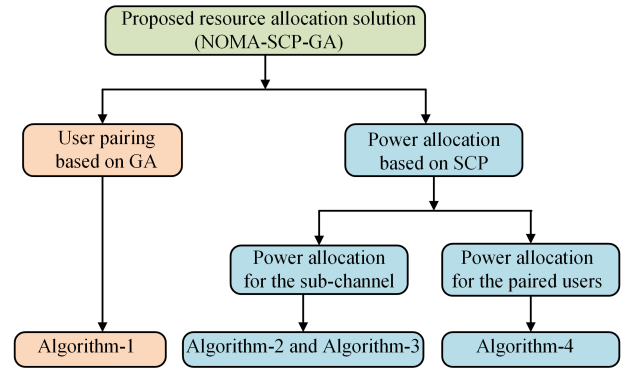 Proposed resource allocation solution
(NOMA-SCP-GA)
User pairing
based on GA
Power allocation
based on SCP
Power allocation
for the sub-channel
Power allocation
for the paired users
Algorithm-1
Algorithm-2 and Algorithm-3
Algorithm-4